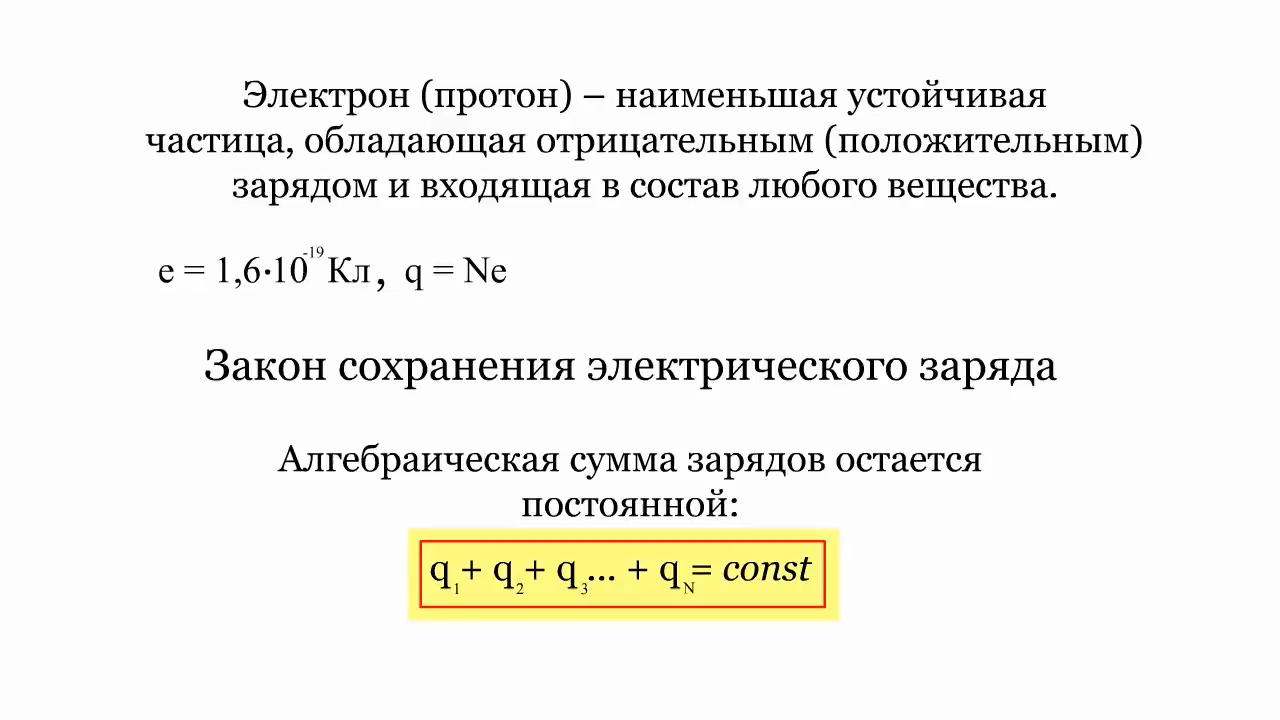 Электрон (протон) – наименьшая устойчивая
частица, обладающая отрицательным (положительным)
зарядом и входящая в состав любого вещества.
e = 1,6·10⁻¹⁹ Кл, q = Ne
Закон сохранения электрического заряда
Алгебраическая сумма зарядов остается
постоянной:
q₁+ q₂+ q₃... + q_N= const